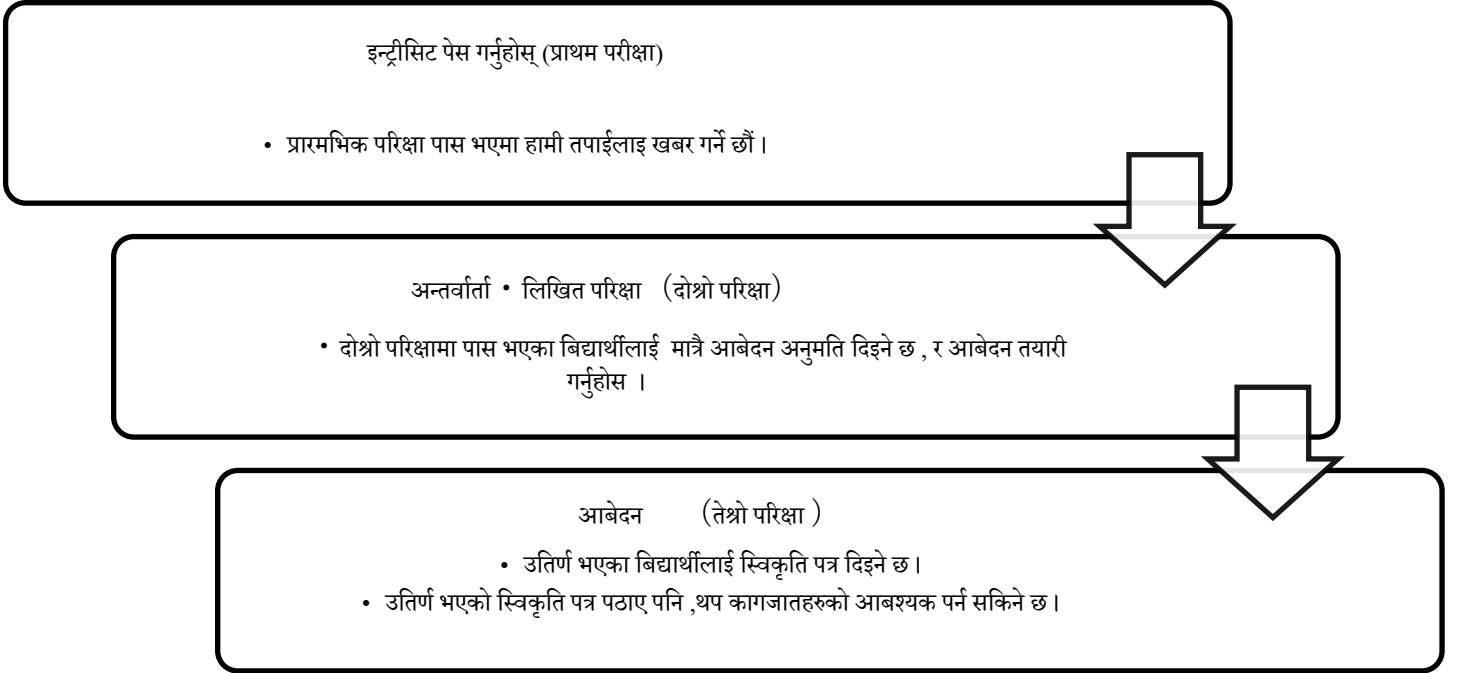 इन्ट्रीसिट पेस गर्नुहोस् (प्राथम परीक्षा)
• प्रारमभिक परिक्षा पास भएमा हामी तपाईलाइ खबर गर्ने छौं ।
अन्तर्वार्ता • लिखित परिक्षा （दोश्रो परिक्षा）
• दोश्रो परिक्षामा पास भएका बिद्यार्थीलाई मात्रै आबेदन अनुमति दिइने छ , र आबेदन तयारी
गर्नुहोस ।
आबेदन （तेश्रो परिक्षा ）
• उतिर्ण भएका बिद्यार्थीलाई स्विकृति पत्र दिइने छ ।
• उतिर्ण भएको स्विकृति पत्र पठाए पनि ,थप कागजातहरुको आबश्यक पर्न सकिने छ ।